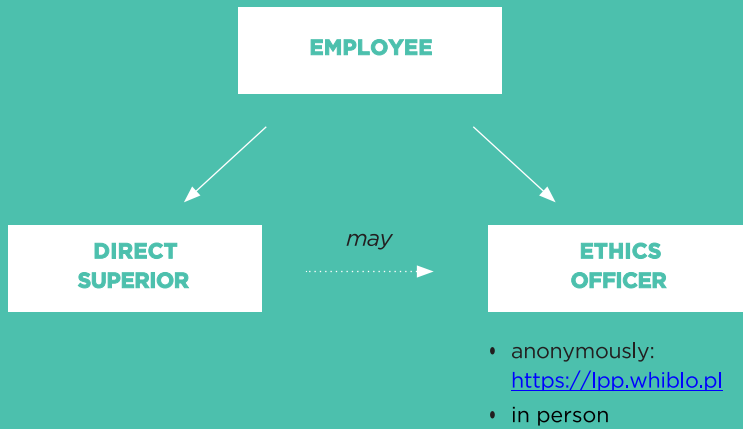 EMPLOYEE
DIRECT
SUPERIOR
may
ETHICS
OFFICER
• anonymously:
https://lpp.whiblo.pl
• in person